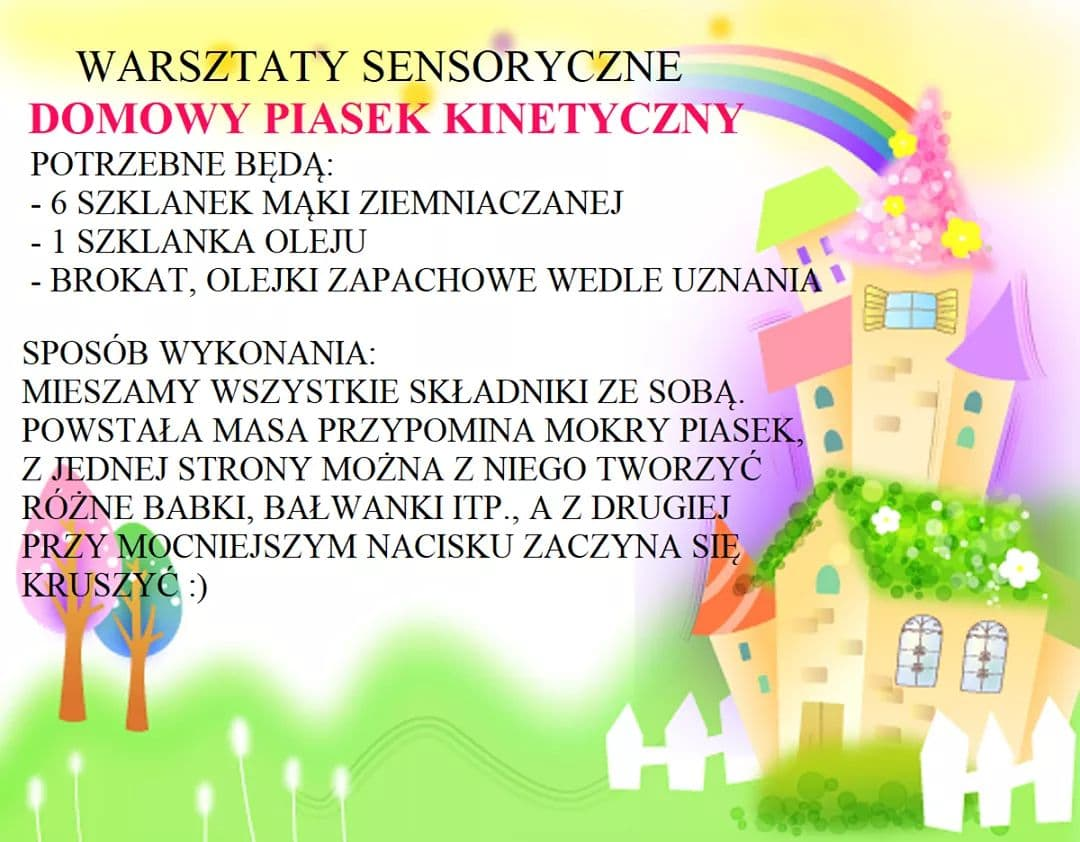 WARSZTATY SENSORYCZNE
DOMOWY PIASEK KINETYCZNY
POTRZEBNE BĘDĄ:
- 6 SZKLANEK MĄKI ZIEMNIACZANEJ
- 1 SZKLANKA OLEJU
- BROKAT, OLEJKI ZAPACHOWE WEDLE UZNANIA
SPOSÓB WYKONANIA:
MIESZAMY WSZYSTKIE SKŁADNIKI ZE SOBĄ.
POWSTAŁA MASA PRZYPOMINA MOKRY PIASEK,
Z JEDNEJ STRONY MOŻNA Z NIEGO TWORZYĆ
RÓŻNE BABKI, BAŁWANKI ITP., A Z DRUGIEJ
PRZY MOCNIEJSZYM NACISKU ZACZYNA SIĘ
KRUSZYĆ :)